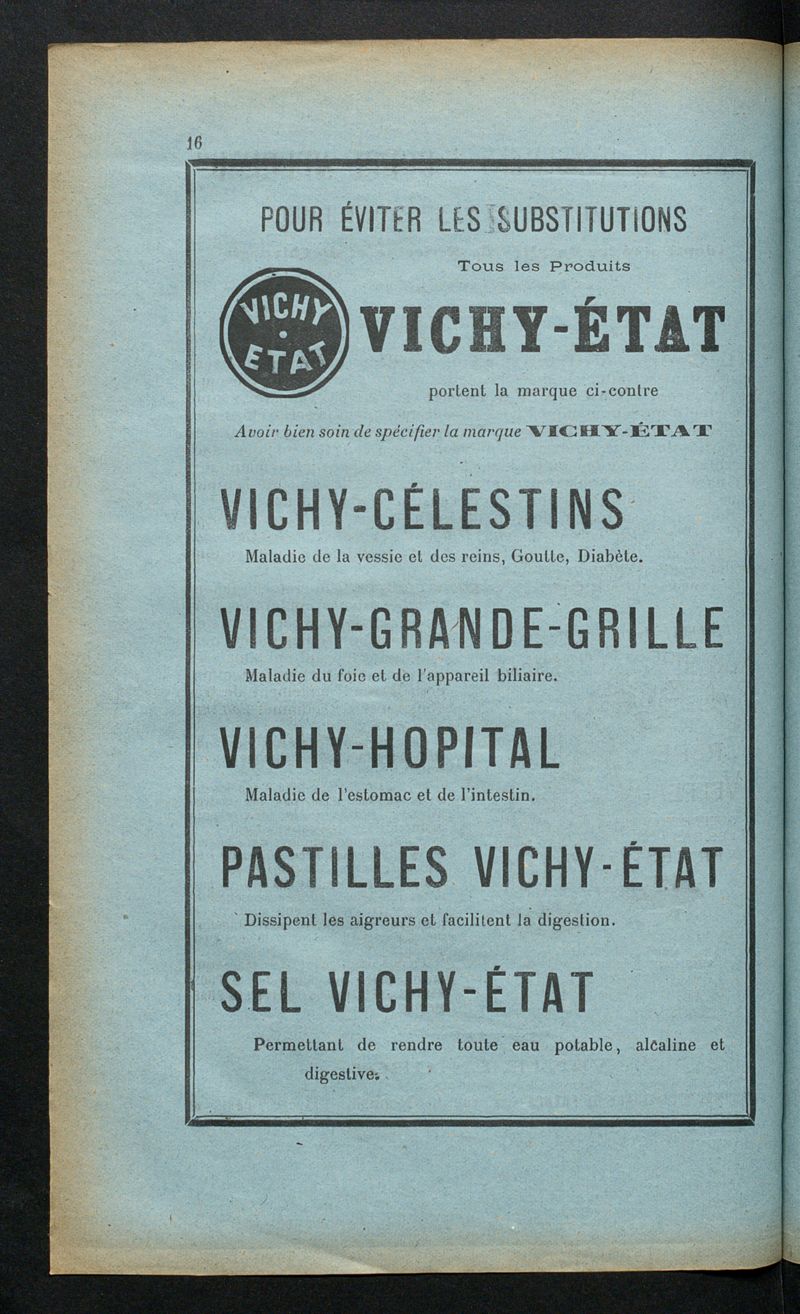 16
POUR ÉVITER LES SUBSTITUTIONS
Tous les Produits
VICHY
ETAT
VICHY-ÉTAT
portent la marque ci-contre
Avoir bien soin de spécifier la marque VICHY-ÉTAT
VICHY-CÉLESTINS
Maladie de la vessie et des reins, Goutte, Diabète.
VICHY-GRANDE-GRILLE
Maladie du foie et de l'appareil biliaire.
VICHY-HOPITAL
Maladie de l'estomac et de l'intestin.
PASTILLES VICHY-ÉTAT
Dissipent les aigreurs et facilitent la digestion.
SEL VICHY-ÉTAT
Permettant de rendre toute eau potable, alcaline et
digestive.